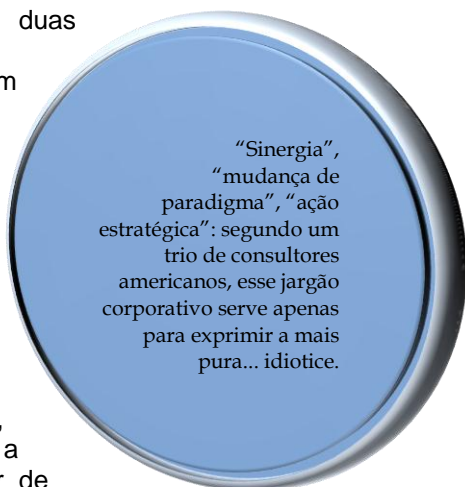 duas
m
“Sinergia”,
“mudança de
paradigma”, “ação
estratégica”: segundo um
trio de consultores
americanos, esse jargão
corporativo serve apenas
para exprimir a mais
pura... idiotice.
,
a
r de